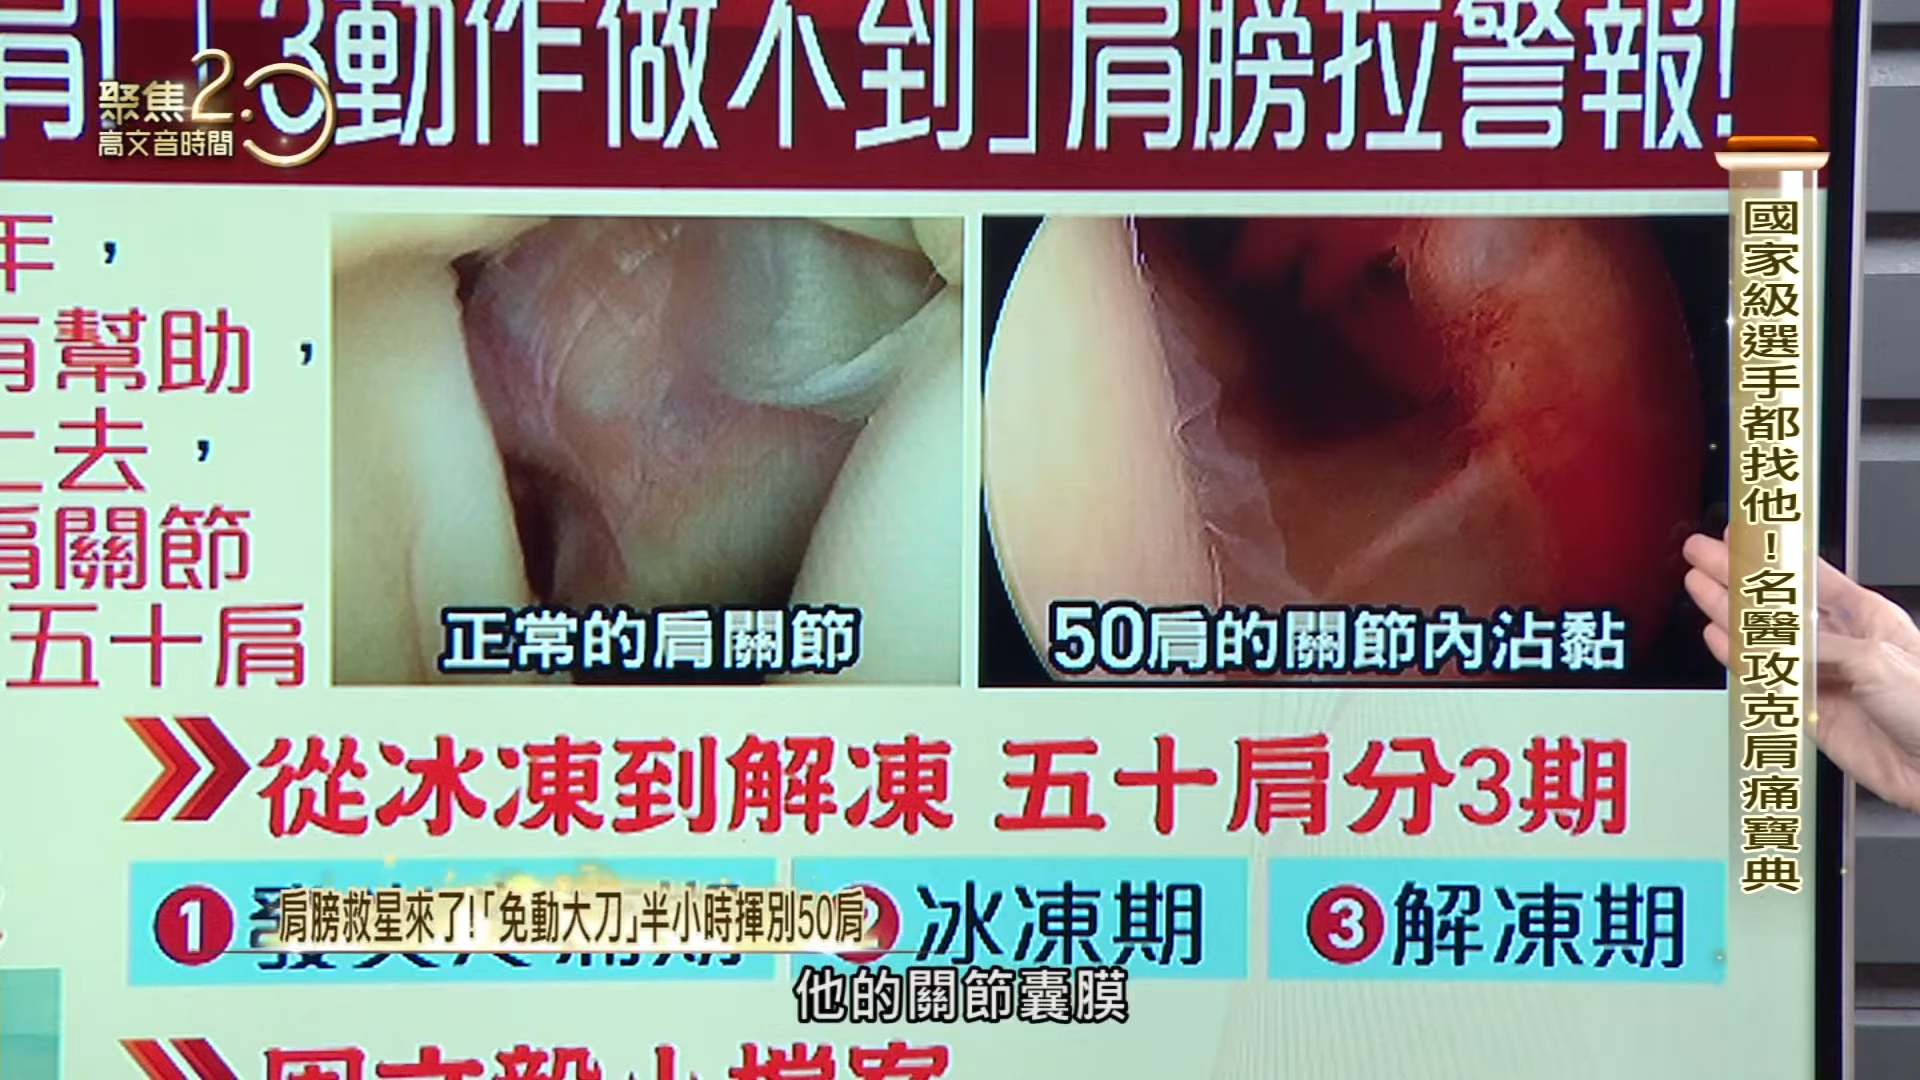 肩!「3動作做不到」肩膀拉警報!
聚焦2.0
高文音時間
國家級選手都找他!名醫攻克肩痛寶典
年，
有幫助，
上去，
肩關節
五十肩
正常的肩關節
50肩的關節內沾黏
從冰凍到解凍 五十肩分3期
1
2 冰凍期
3 解凍期
肩膀救星來了!「免動大刀」半小時揮別50肩
他的關節囊膜